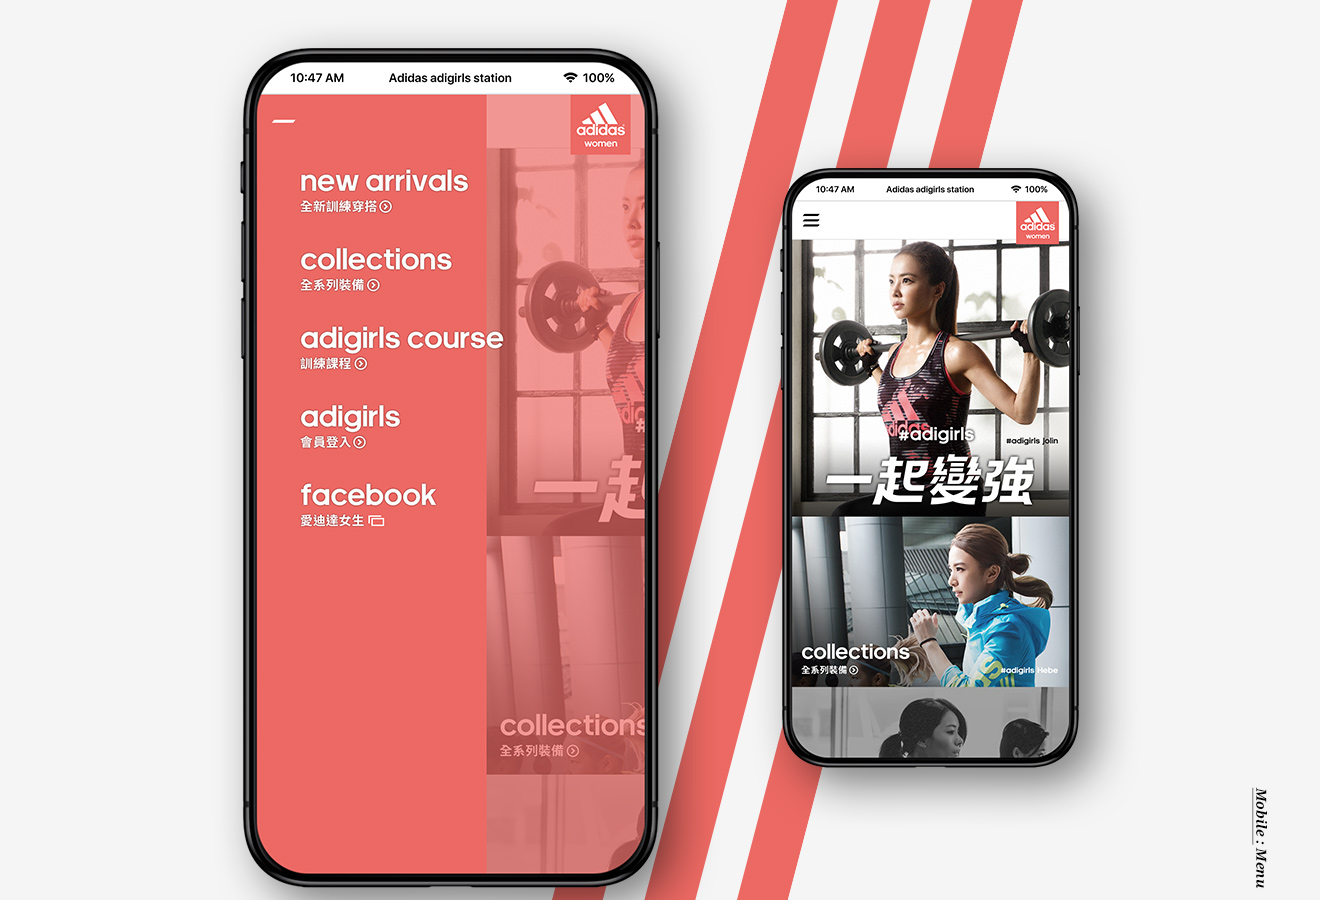 10:47 AM
Adidas adigirls station
100%
adidas
women
new arrivals
全新訓練穿搭
collections
全系列裝備
adigirls course
訓練課程
adigirls
會員登入
facebook
愛迪達女生
一起
collections
全系列裝備
10:47 AM
Adidas adigirls station
100%
adidas
women
adidas
#adigirls
#adigirls Jolin
一起變強
collections
全系列裝備
#adigirls Hebe
Mobile : Menu